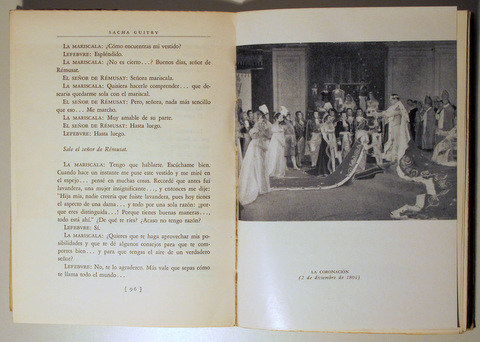 SACHA GUITRY
LA MARISCALA: ¿Cómo encuentras mi vestido?
LEFEBVRE: Espléndido.
LA MARISCALA: ¿No es cierto...? Buenos días, señor de
Rémusat.
EL SEÑOR DE RÉMUSAT: Señora mariscala.
LA MARISCALA: Quisiera hacerle comprender... que de-
searía quedarme sola con el mariscal.
EL SEÑOR DE RÉMUSAT: Pero, señora, nada más sencillo
que eso... Me marcho.
LA MARISCALA: Muy amable de su parte.
EL SEÑOR DE RÉMUSAT: Hasta luego.
LEFEBVRE: Hasta luego.
Sale el señor de Rémusat.
LA MARISCALA: Tengo que hablarte. Escúchame bien.
Cuando hace un instante me puse este vestido y me miré en
el espejo... pensé en muchas cosas. Recordé que antes fuí
lavandera, una mujer insignificante..., y entonces me dije:
"Hija mía, nadie creería que fuiste lavandera, pues hoy tienes
el aspecto de una dama... y todo por una sola razón: ¡por-
que eres distinguida...! Porque tienes buenas maneras...,
todo está ahí." ¿De qué te ríes? ¿Acaso no tengo razón?
LEFEBVRE: Sí.
LA MARISCALA: ¿Quieres que te haga aprovechar mis po-
sibilidades y que te dé algunos consejos para que te com-
portes bien... y para que tengas el aire de un verdadero
señor?
LEFEBVRE: No, te lo agradezco. Más vale que sepas cómo
te llama todo el mundo...
[ 96 ]
LA CORONACIÓN
(2 de diciembre de 1804)